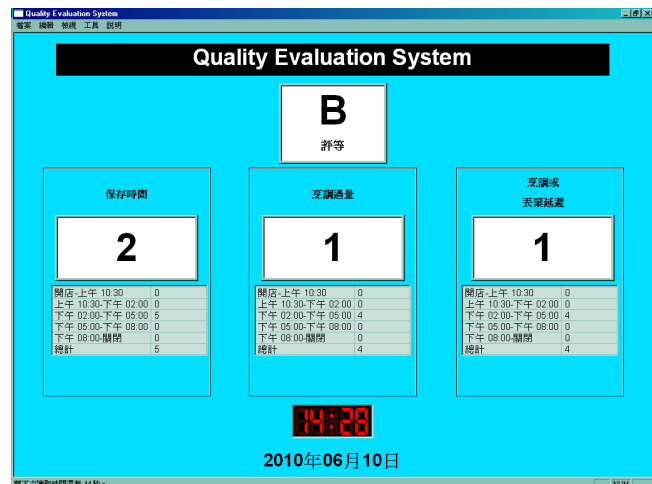 Quality Evaluation System
檔案 編輯 檢視 工具 說明
Quality Evaluation System
B
評等
保存時間
2
開店-上午 10:30 0
上午 10:30-下午 02:00 0
下午 02:00-下午 05:00 5
下午 05:00-下午 08:00 0
下午 08:00-關閉 0
總計 5
烹調過量
1
開店-上午 10:30 0
上午 10:30-下午 02:00 0
下午 02:00-下午 05:00 4
下午 05:00-下午 08:00 0
下午 08:00-關閉 0
總計 4
烹調或
丟棄延遲
1
開店-上午 10:30 0
上午 10:30-下午 02:00 0
下午 02:00-下午 05:00 4
下午 05:00-下午 08:00 0
下午 08:00-關閉 0
總計 4
14:28
2010年06月10日
NUM